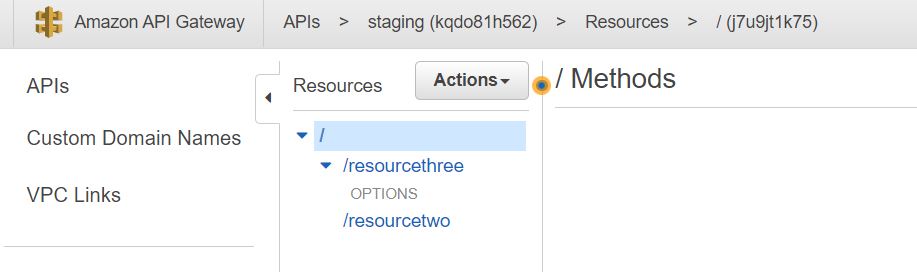 Amazon API Gateway APIs > staging (kqdo81h562) > Resources > / (j7u9jt1k75)
APIs
Custom Domain Names
VPC Links
Resources Actions
/
/resourcethree
OPTIONS
/resourcetwo
/ Methods